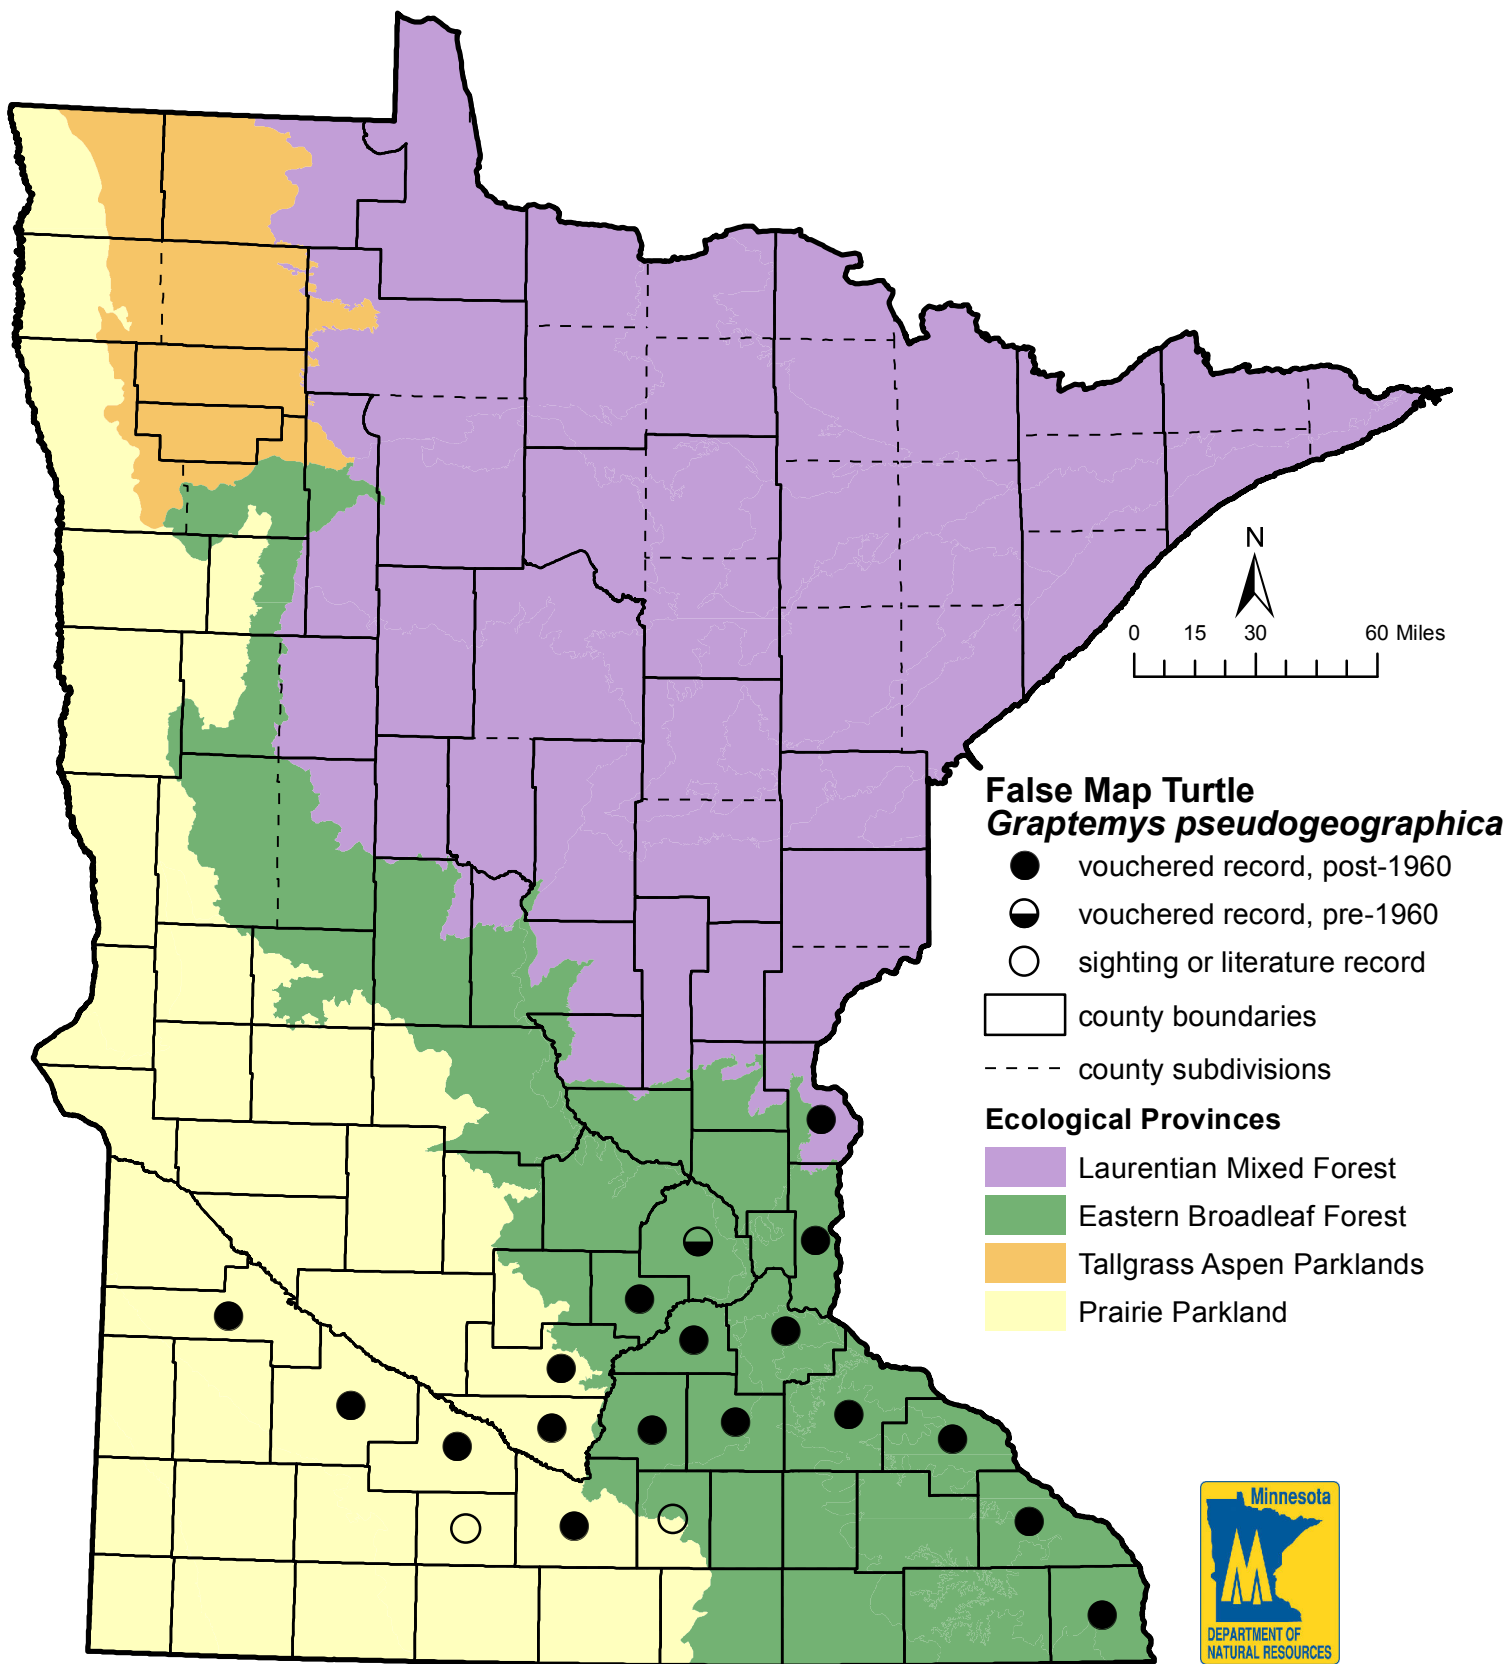 N
0 15 30 60 Miles
False Map Turtle
Graptemys pseudogeographica
vouchered record, post-1960
vouchered record, pre-1960
sighting or literature record
county boundaries
county subdivisions
Ecological Provinces
Laurentian Mixed Forest
Eastern Broadleaf Forest
Tallgrass Aspen Parklands
Prairie Parkland
Minnesota
DEPARTMENT OF
NATURAL RESOURCES